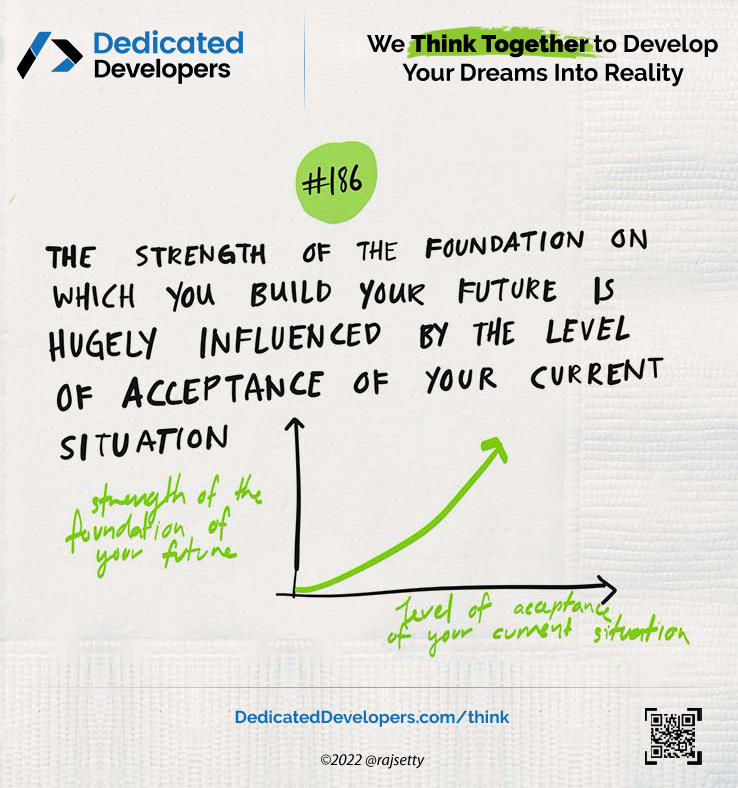 Dedicated
Developers
We Think Together to Develop
Your Dreams Into Reality
#186
THE STRENGTH OF THE FOUNDATION ON
WHICH YOU BUILD YOUR FUTURE IS
HUGELY INFLUENCED BY THE LEVEL
OF ACCEPTANCE OF YOUR CURRENT
SITUATION
strength of the
foundation of
your future
level of acceptance
of your current situation
DedicatedDevelopers.com/think
©2022 @rajsetty